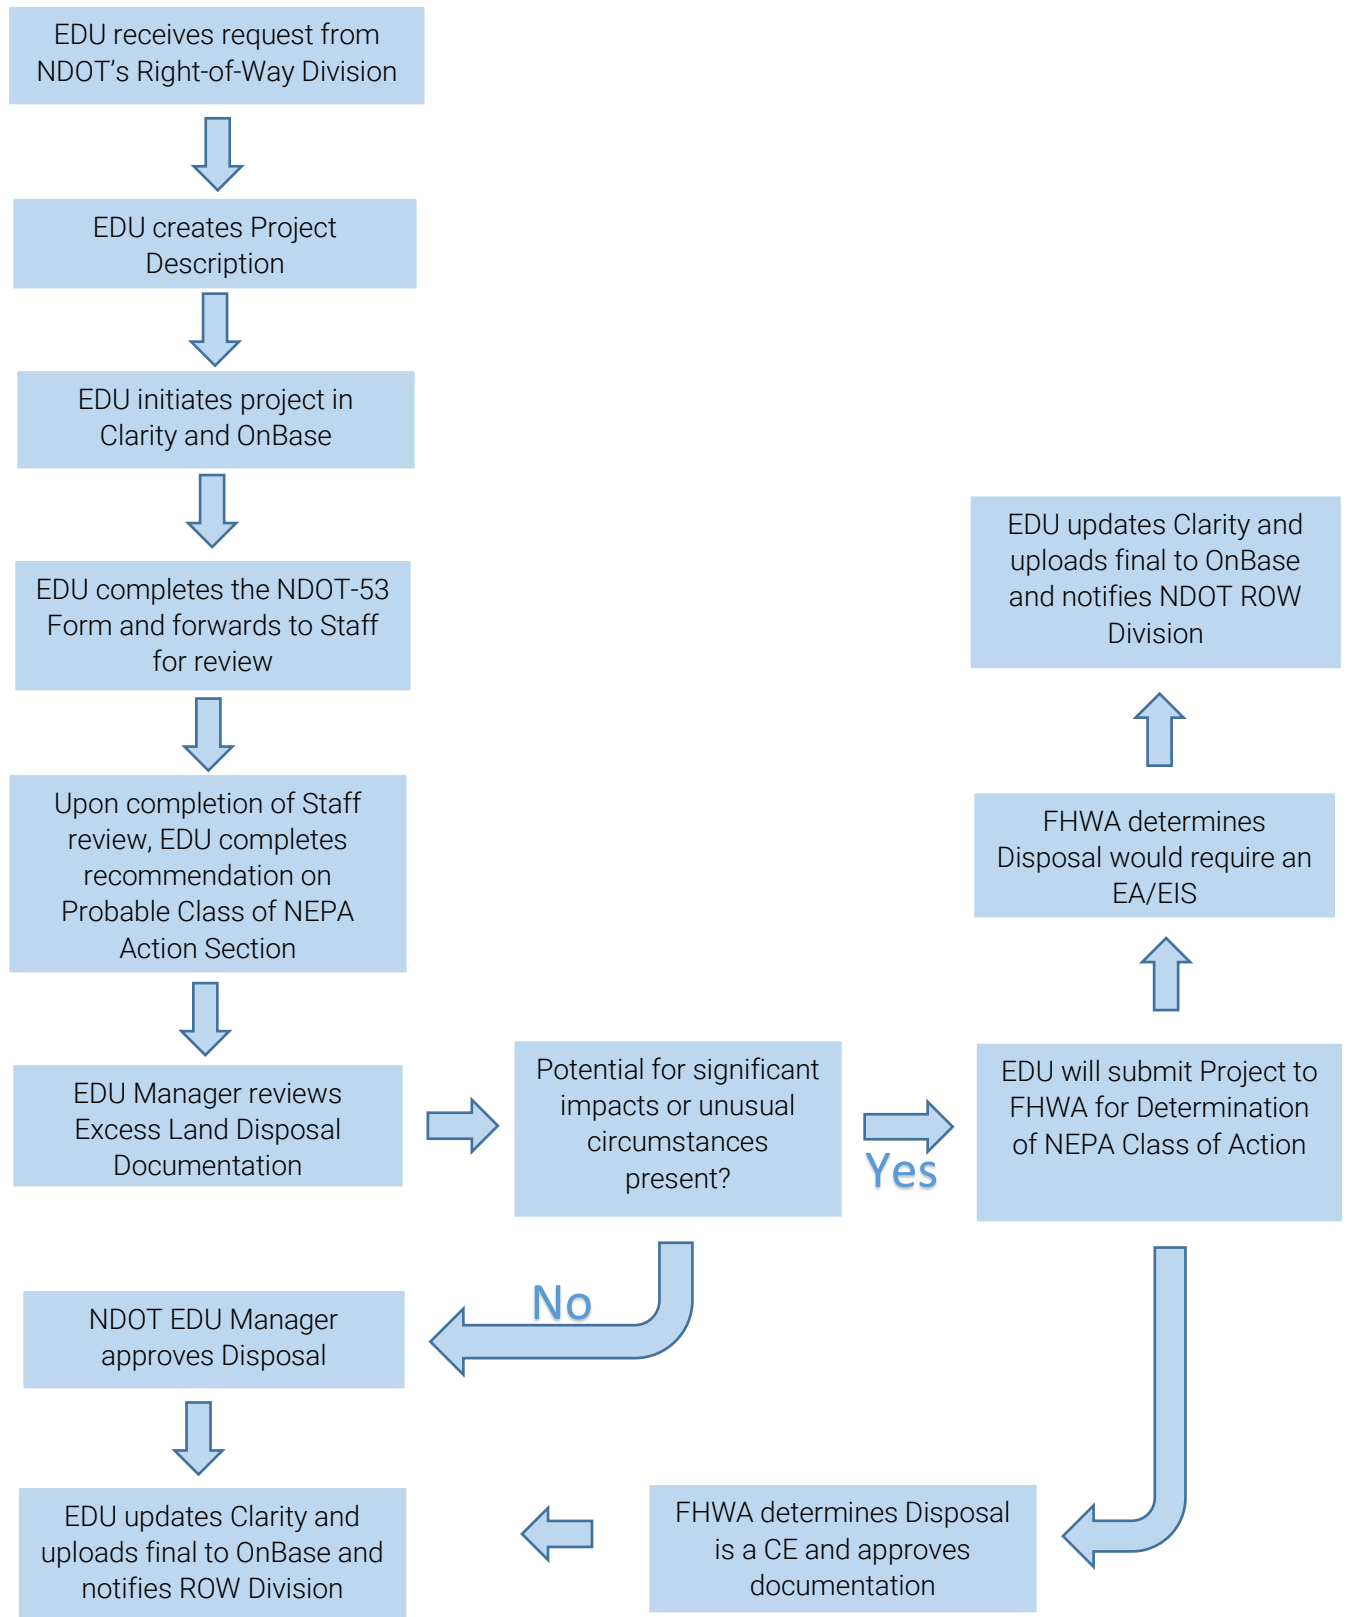 EDU receives request from
NDOT’s Right-of-Way Division
EDU creates Project
Description
EDU initiates project in
Clarity and OnBase
EDU completes the NDOT-53
Form and forwards to Staff
for review
Upon completion of Staff
review, EDU completes
recommendation on
Probable Class of NEPA
Action Section
EDU Manager reviews
Excess Land Disposal
Documentation
Potential for significant
impacts or unusual
circumstances
present?
Yes
EDU will submit Project to
FHWA for Determination
of NEPA Class of Action
FHWA determines
Disposal would require an
EA/EIS
EDU updates Clarity and
uploads final to OnBase
and notifies NDOT ROW
Division
No
NDOT EDU Manager
approves Disposal
FHWA determines Disposal
is a CE and approves
documentation
EDU updates Clarity and
uploads final to OnBase and
notifies ROW Division